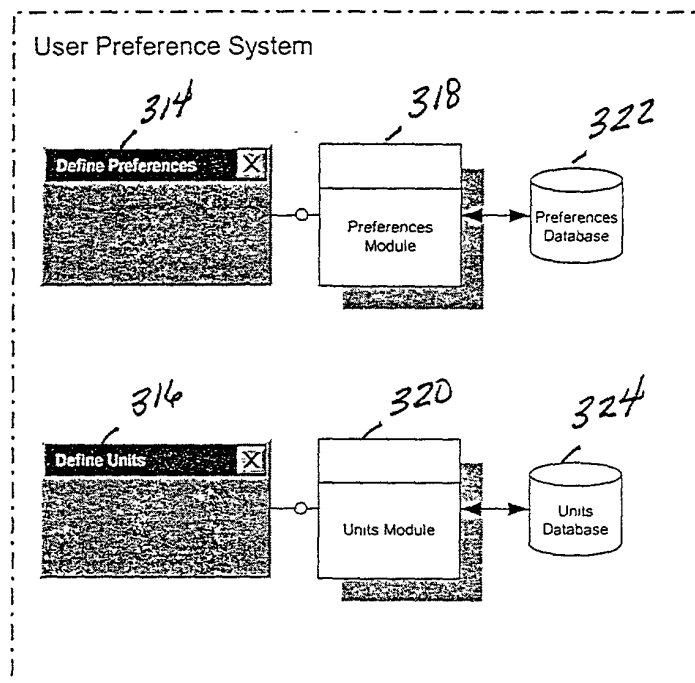 User Preference System
314
318
322
Define Preferences X
Preferences
Module
Preferences
Database
316
320
324
Define Units X
Units Module
Units
Database